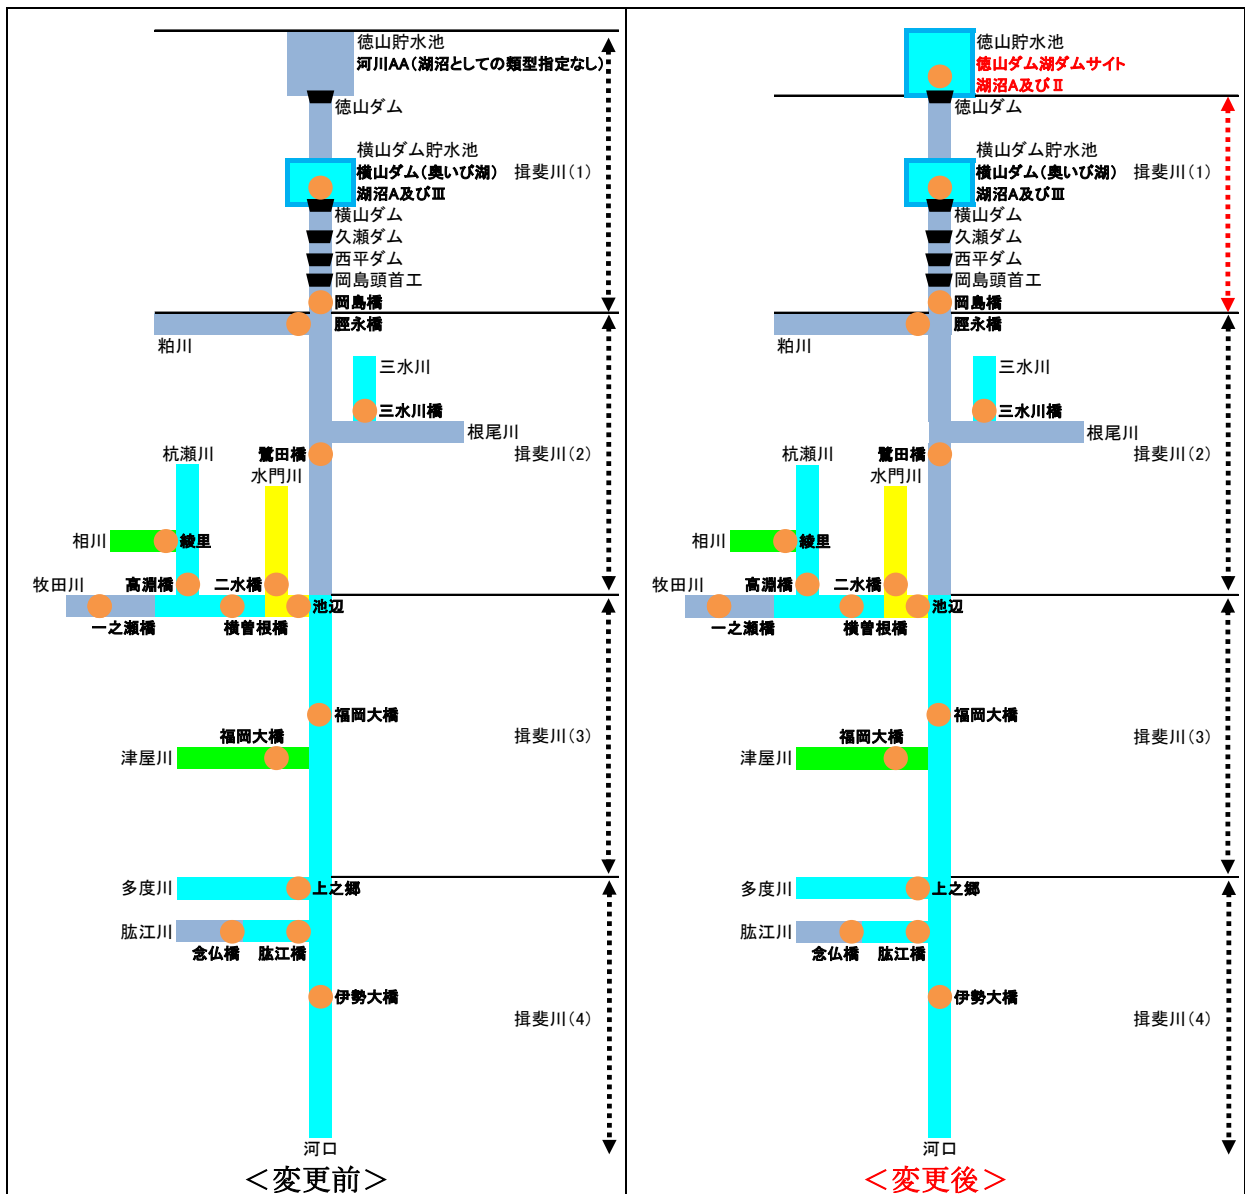 徳山貯水池
河川AA(湖沼としての類型指定なし)
徳山ダム
横山ダム貯水池
横山ダム(奥いび湖)
湖沼A及びⅢ
揖斐川(1)
横山ダム
久瀬ダム
西平ダム
岡島頭首工
岡島橋
脛永橋
粕川
三水川
三水川橋
根尾川
鷺田橋
揖斐川(2)
杭瀬川
水門川
相川
綾里
牧田川
高淵橋
二水橋
池辺
一之瀬橋
横曽根橋
福岡大橋
揖斐川(3)
福岡大橋
津屋川
多度川
上之郷
肱江川
念仏橋
肱江橋
伊勢大橋
揖斐川(4)
河口
＜変更前＞
徳山貯水池
徳山ダム湖ダムサイト
湖沼A及びⅡ
徳山ダム
横山ダム貯水池
横山ダム(奥いび湖)
湖沼A及びⅢ
揖斐川(1)
横山ダム
久瀬ダム
西平ダム
岡島頭首工
岡島橋
脛永橋
粕川
三水川
三水川橋
根尾川
鷺田橋
揖斐川(2)
杭瀬川
水門川
相川
綾里
牧田川
高淵橋
二水橋
池辺
一之瀬橋
横曽根橋
福岡大橋
揖斐川(3)
福岡大橋
津屋川
多度川
上之郷
肱江川
念仏橋
肱江橋
伊勢大橋
揖斐川(4)
河口
＜変更後＞